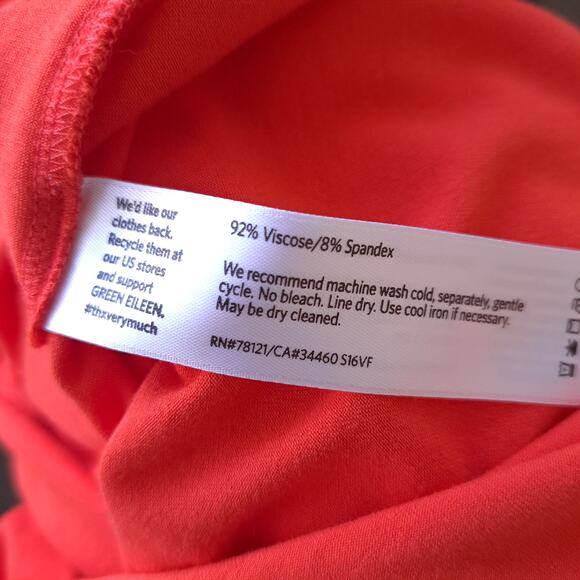 We'd like our
clothes back.
Recycle them at
our US stores
and support
GREEN EILEEN.
#thxverymuch
92% Viscose/8% Spandex
We recommend machine wash cold, separately, gentle
cycle. No bleach. Line dry. Use cool iron if necessary.
May be dry cleaned.
RN#78121/CA#34460 S16VF